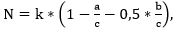 N = k * (1 − a/c − 0,5 * b/c),